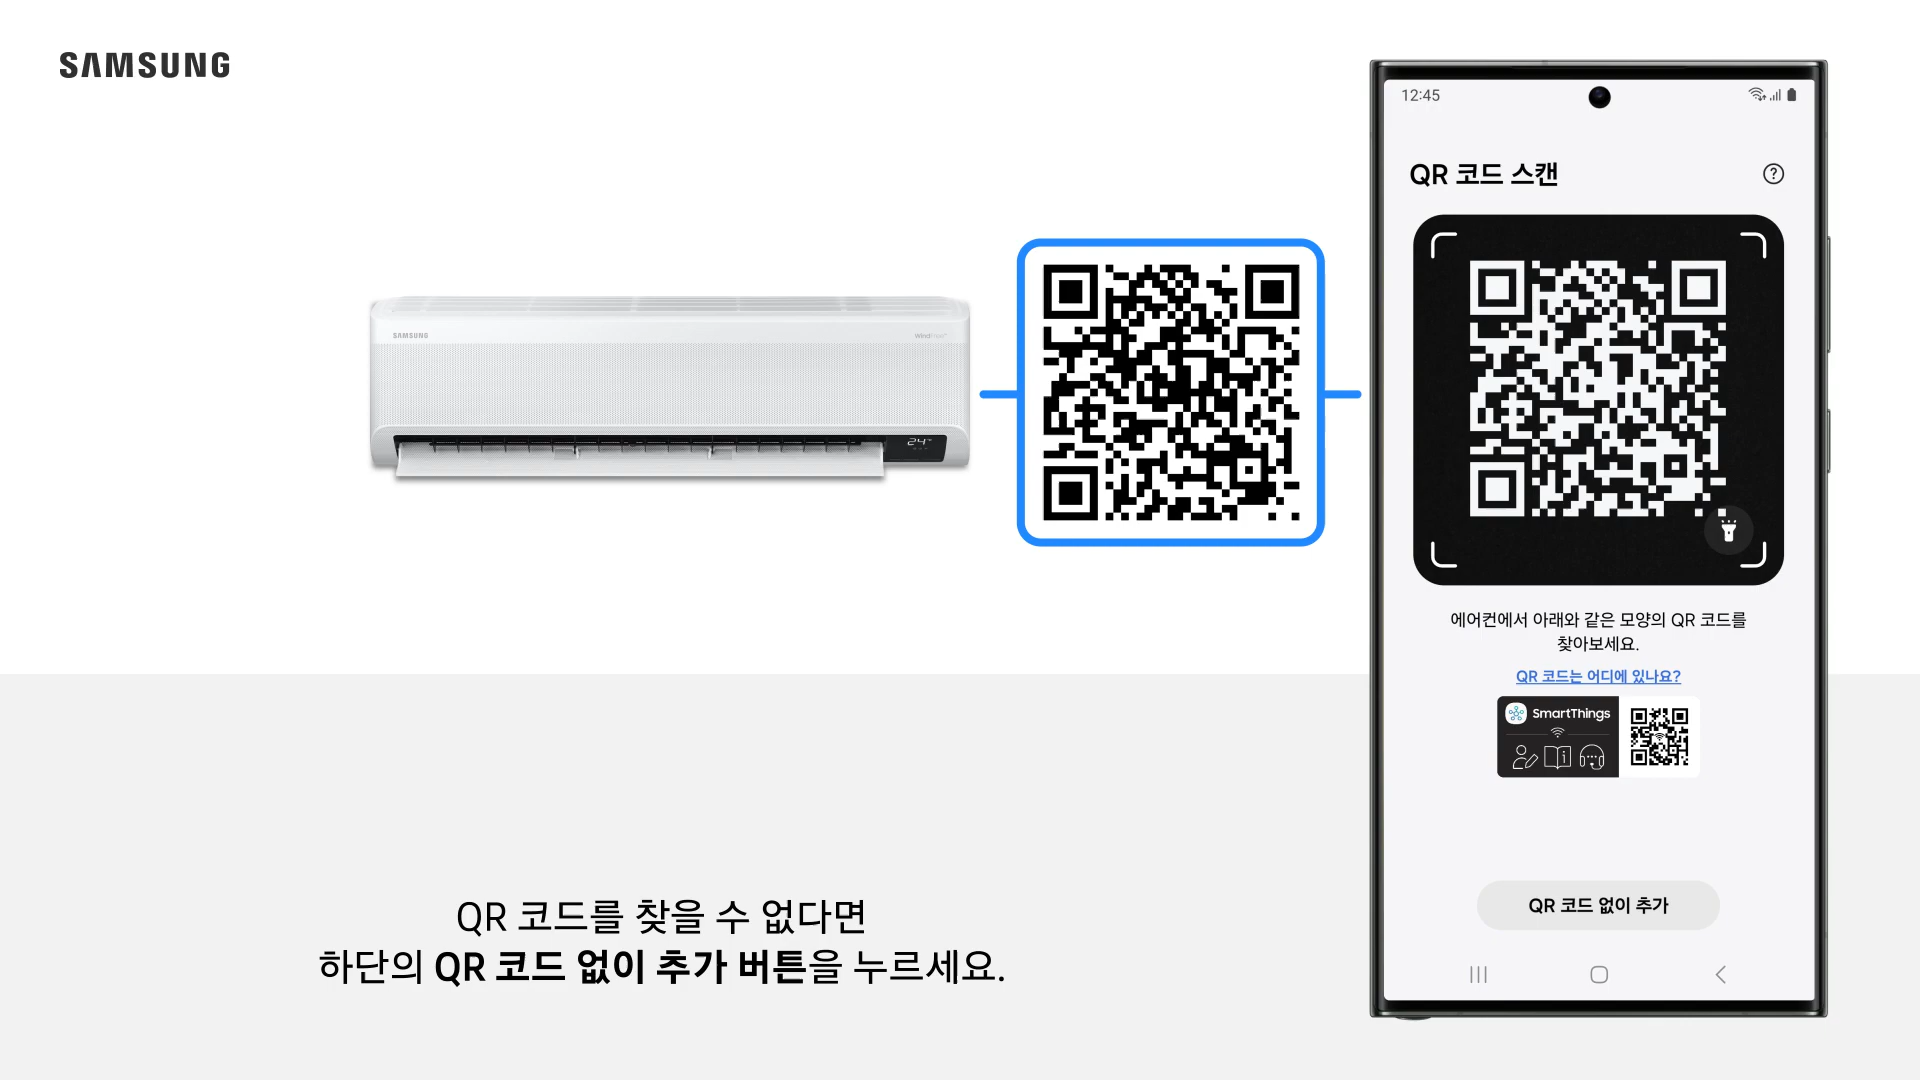 SAMSUNG
SAMSUNG
WindFree™
24
12:45
QR 코드 스캔
에어컨에서 아래와 같은 모양의 QR 코드를
찾아보세요.
QR 코드는 어디에 있나요?
SmartThings
QR 코드 없이 추가
QR 코드를 찾을 수 없다면
하단의 QR 코드 없이 추가 버튼을 누르세요.